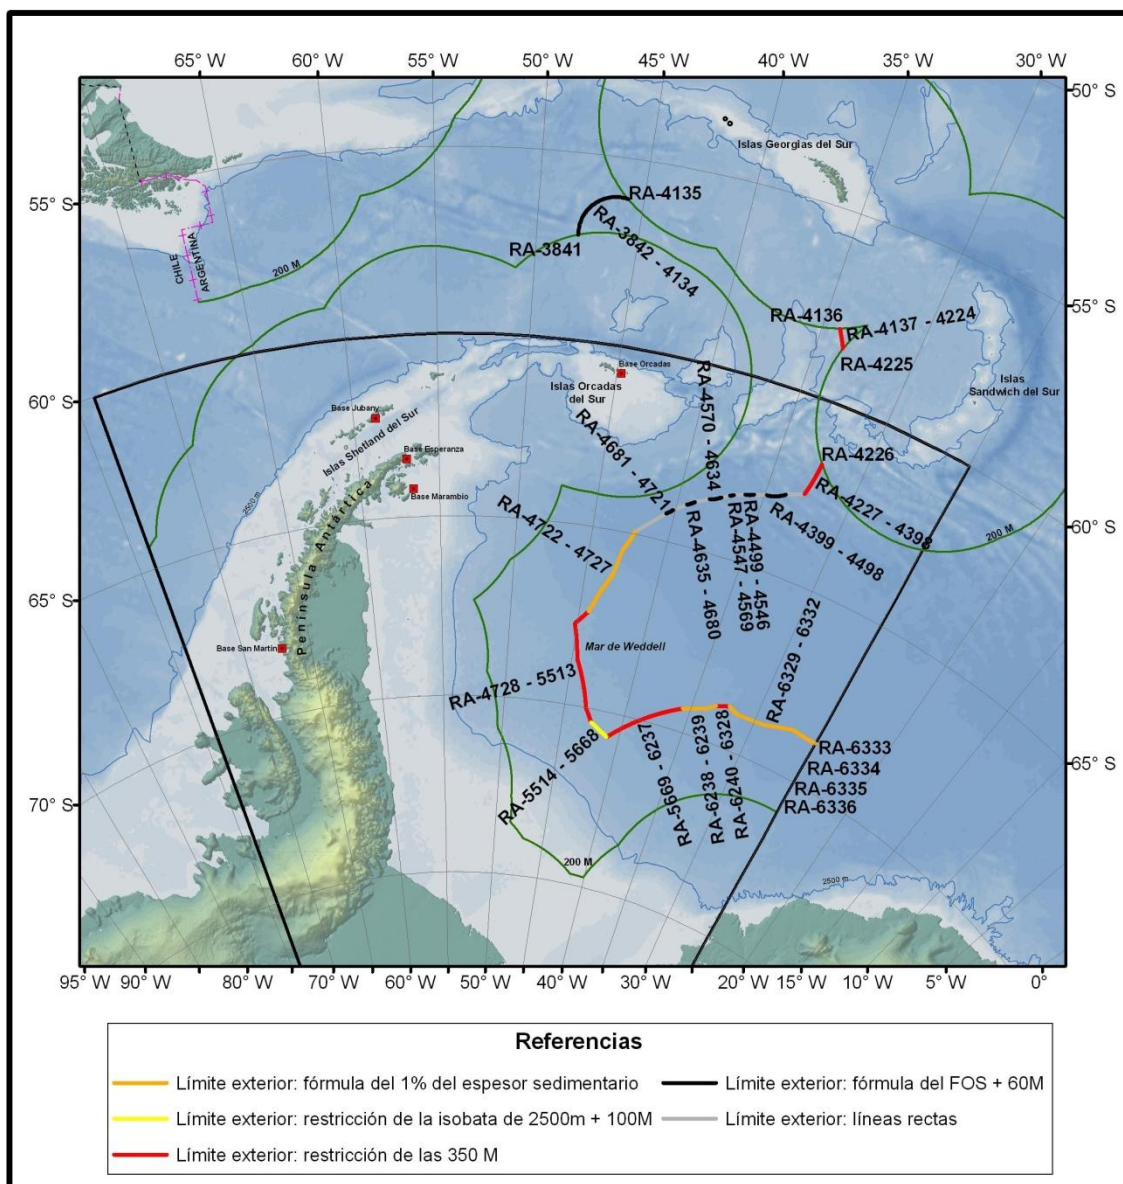 65° W
60° W
55° W
50° W
45° W
40° W
35° W
30° W
50° S
Islas Georgias del Sur
55° S
RA-4135
RA-3842 - 4134
RA-3841
CHILE
ARGENTINA
200 M
RA-4136
RA-4137 - 4224
RA-4225
55° S
Base Orcadas
Islas Orcadas
del Sur
Islas
Sandwich del Sur
60° S
Base Jubany
Islas Shetland del Sur
Base Esperanza
Base Marambio
2500 m
RA-4570 - 4634
RA-4681 - 4721
RA-4226
RA-4227 - 4398
200 M
60° S
RA-4722 - 4727
RA-4635 - 4680
RA-4547 - 4569
RA-4499 - 4546
RA-4399 - 4498
65° S
Península Antártica
Base San Martín
Mar de Weddell
RA-6329 - 6332
RA-4728 - 5513
RA-5514 - 5668
RA-5669 - 6237
RA-6238 - 6239
RA-6240 - 6328
RA-6333
RA-6334
RA-6335
RA-6336
65° S
70° S
200 M
2500 m
95° W
90° W
80° W
70° W
60° W
50° W
40° W
30° W
20° W
15° W
10° W
5° W
0°
Referencias
Límite exterior: fórmula del 1% del espesor sedimentario
Límite exterior: fórmula del FOS + 60M
Límite exterior: restricción de la isobata de 2500m + 100M
Límite exterior: líneas rectas
Límite exterior: restricción de las 350 M